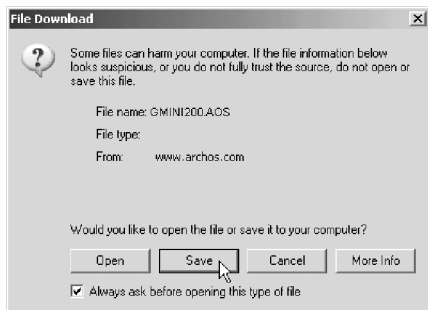 File Download
Some files can harm your computer. If the file information below
looks suspicious, or you do not fully trust the source, do not open or
save this file.
File name: GMINI200.AOS
File type:
From: www.archos.com
Would you like to open the file or save it to your computer?
Open Save Cancel More Info
Always ask before opening this type of file